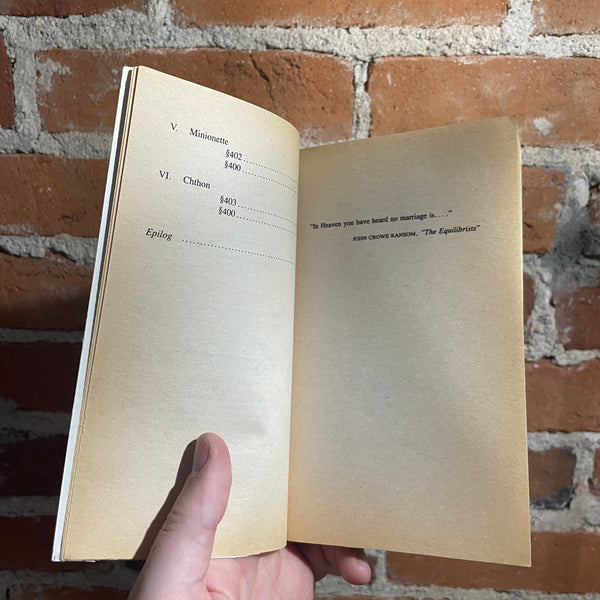 V. Minionette
§402 ..............
§400 ..............
VI. Chthon
§403 ................
§400 ................
Epilog ..............................
"In Heaven you have heard no marriage is...."
JOHN CROWE RANSOM, "The Equilibrists"